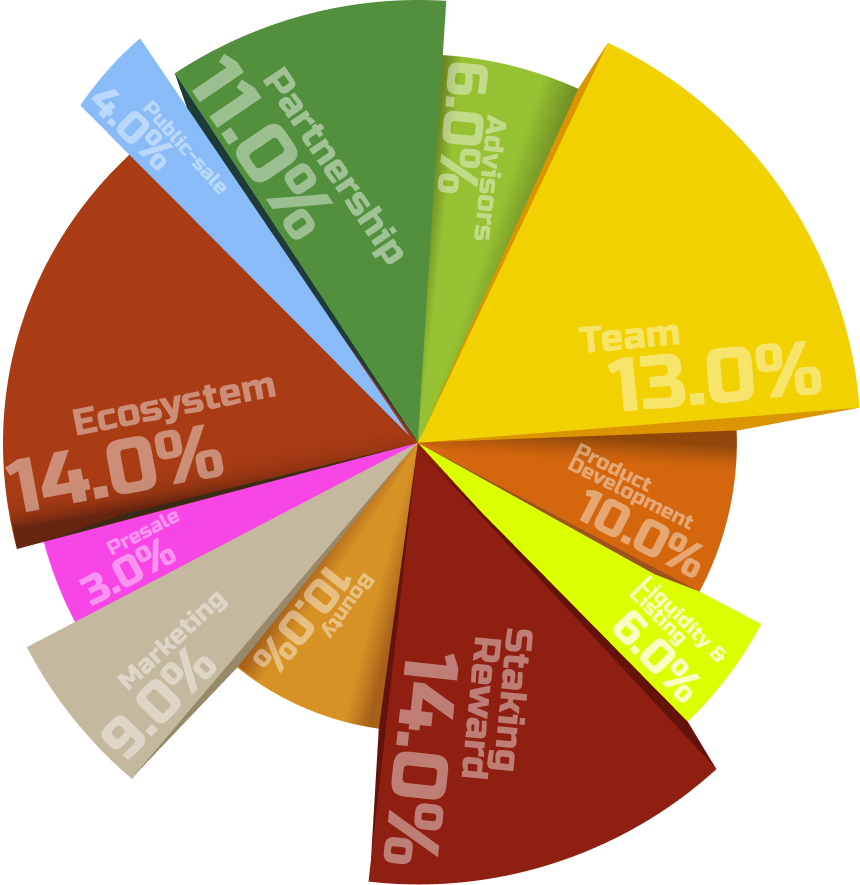 Partnership
11.0%
Advisors
6.0%
Team
13.0%
Product
Development
10.0%
Liquidity &
Listing
6.0%
Staking
Reward
14.0%
Bounty
10.0%
Marketing
9.0%
Presale
3.0%
Ecosystem
14.0%
Public-sale
4.0%